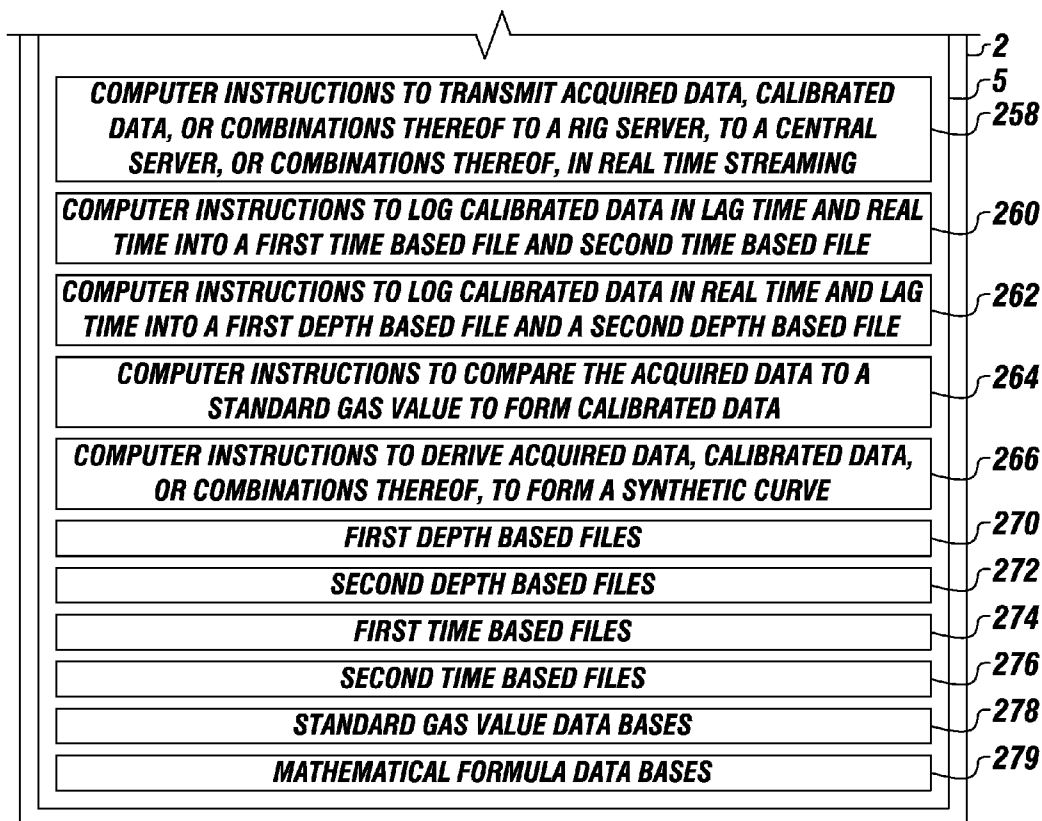 2
5
COMPUTER INSTRUCTIONS TO TRANSMIT ACQUIRED DATA, CALIBRATED
DATA, OR COMBINATIONS THEREOF TO A RIG SERVER, TO A CENTRAL
SERVER, OR COMBINATIONS THEREOF, IN REAL TIME STREAMING
258
COMPUTER INSTRUCTIONS TO LOG CALIBRATED DATA IN LAG TIME AND REAL
TIME INTO A FIRST TIME BASED FILE AND SECOND TIME BASED FILE
260
COMPUTER INSTRUCTIONS TO LOG CALIBRATED DATA IN REAL TIME AND LAG
TIME INTO A FIRST DEPTH BASED FILE AND A SECOND DEPTH BASED FILE
262
COMPUTER INSTRUCTIONS TO COMPARE THE ACQUIRED DATA TO A
STANDARD GAS VALUE TO FORM CALIBRATED DATA
264
COMPUTER INSTRUCTIONS TO DERIVE ACQUIRED DATA, CALIBRATED DATA,
OR COMBINATIONS THEREOF, TO FORM A SYNTHETIC CURVE
266
FIRST DEPTH BASED FILES
270
SECOND DEPTH BASED FILES
272
FIRST TIME BASED FILES
274
SECOND TIME BASED FILES
276
STANDARD GAS VALUE DATA BASES
278
MATHEMATICAL FORMULA DATA BASES
279